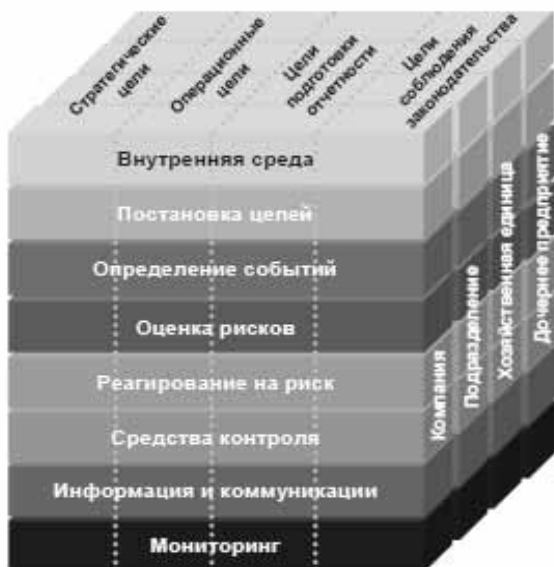 Стратегические
цели
Операционные
цели
Цели
подготовки
отчетности
Цели
соблюдения
законодательства
Внутренняя среда
Постановка целей
Определение событий
Оценка рисков
Реагирование на риск
Средства контроля
Информация и коммуникации
Мониторинг
Компания
Подразделение
Хозяйственная единица
Дочернее предприятие